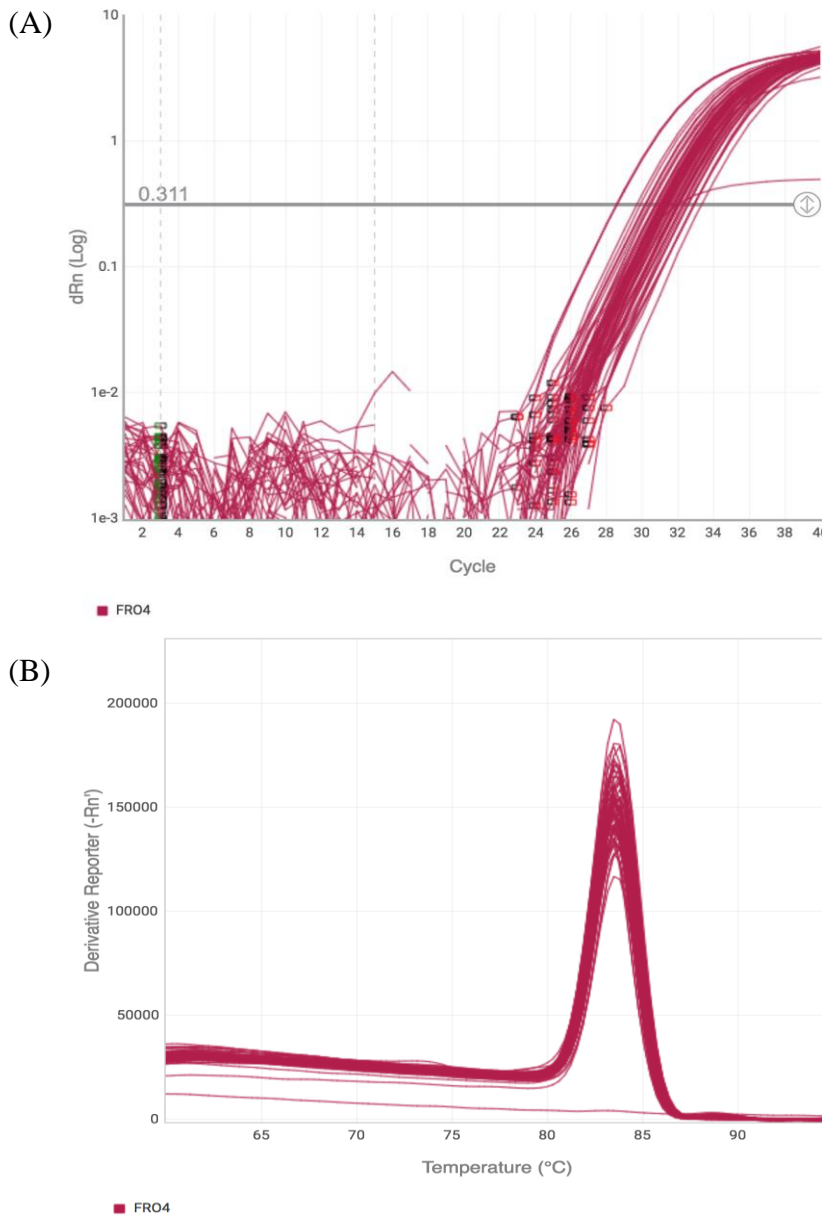 (A)
10
1
0.311
0.1
1e-2
1e-3
dRn (Log)
2 4 6 8 10 12 14 16 18 20 22 24 26 28 30 32 34 36 38 40
Cycle
FRO4
(B)
200000
150000
100000
50000
0
Derivative Reporter (-Rn')
65 70 75 80 85 90
Temperature (°C)
FRO4